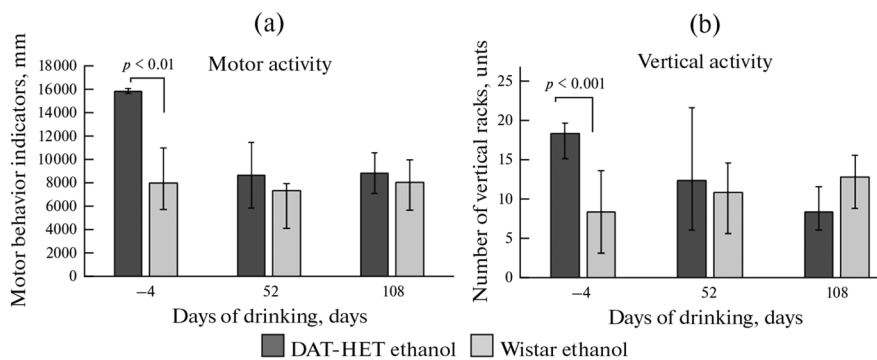 (a)
Motor activity
p < 0.01
Motor behavior indicators, mm
18000
16000
14000
12000
10000
8000
6000
4000
2000
0
−4
52
108
Days of drinking, days
(b)
Vertical activity
p < 0.001
Number of vertical racks, unts
25
20
15
10
5
0
−4
52
108
Days of drinking, days
DAT-HET ethanol
Wistar ethanol